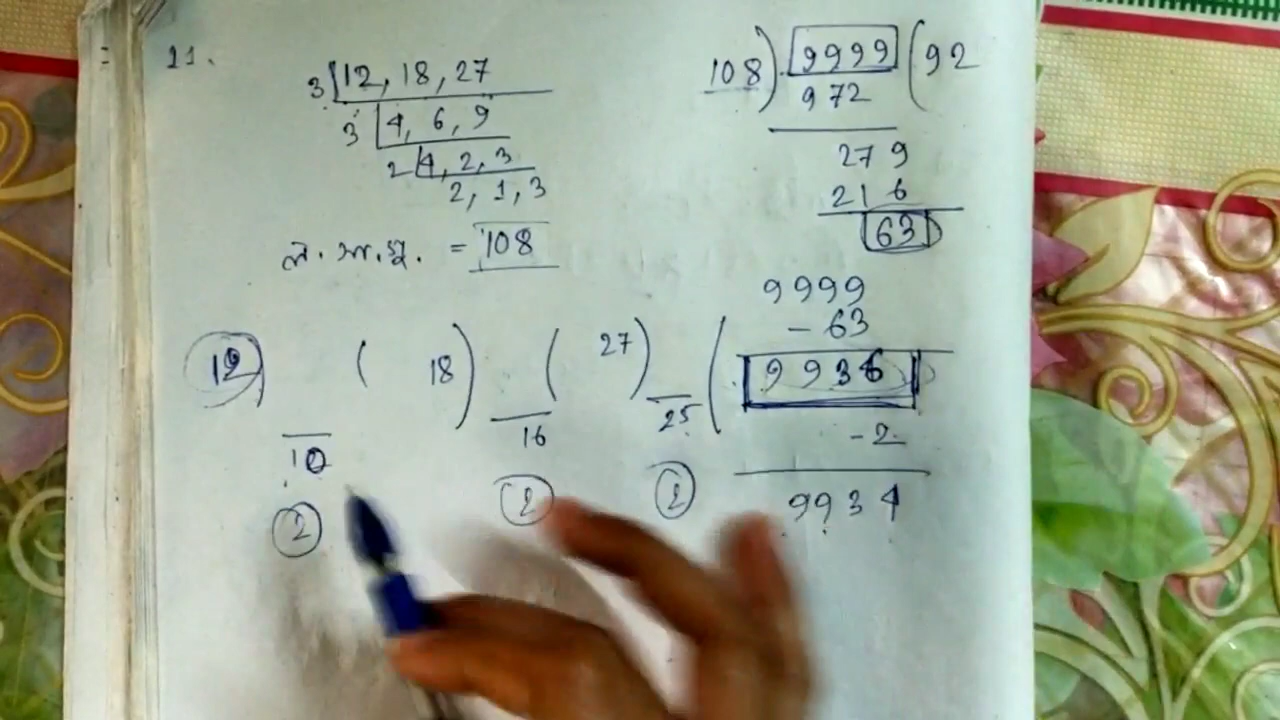 11.
3 | 12, 18, 27
3 | 4, 6, 9
2 | 4, 2, 3
2, 1, 3
ल. সা. গু. = 108
108 ) 9999 ( 92
972
279
216
63
9999
- 63
9936
- 2
9934
12 ) (
10
2
18 ) (
16
2
27 ) (
25
2